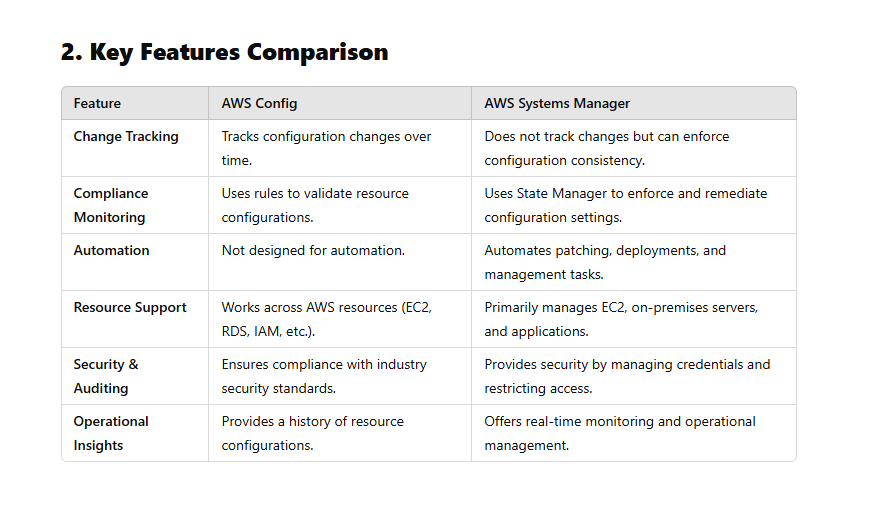 2. Key Features Comparison
Feature AWS Config AWS Systems Manager
Change Tracking Tracks configuration changes over Does not track changes but can enforce
time. configuration consistency.
Compliance Uses rules to validate resource Uses State Manager to enforce and remediate
Monitoring configurations. configuration settings.
Automation Not designed for automation. Automates patching, deployments, and
management tasks.
Resource Support Works across AWS resources (EC2, Primarily manages EC2, on-premises servers,
RDS, IAM, etc.). and applications.
Security & Ensures compliance with industry Provides security by managing credentials and
Auditing security standards. restricting access.
Operational Provides a history of resource Offers real-time monitoring and operational
Insights configurations. management.